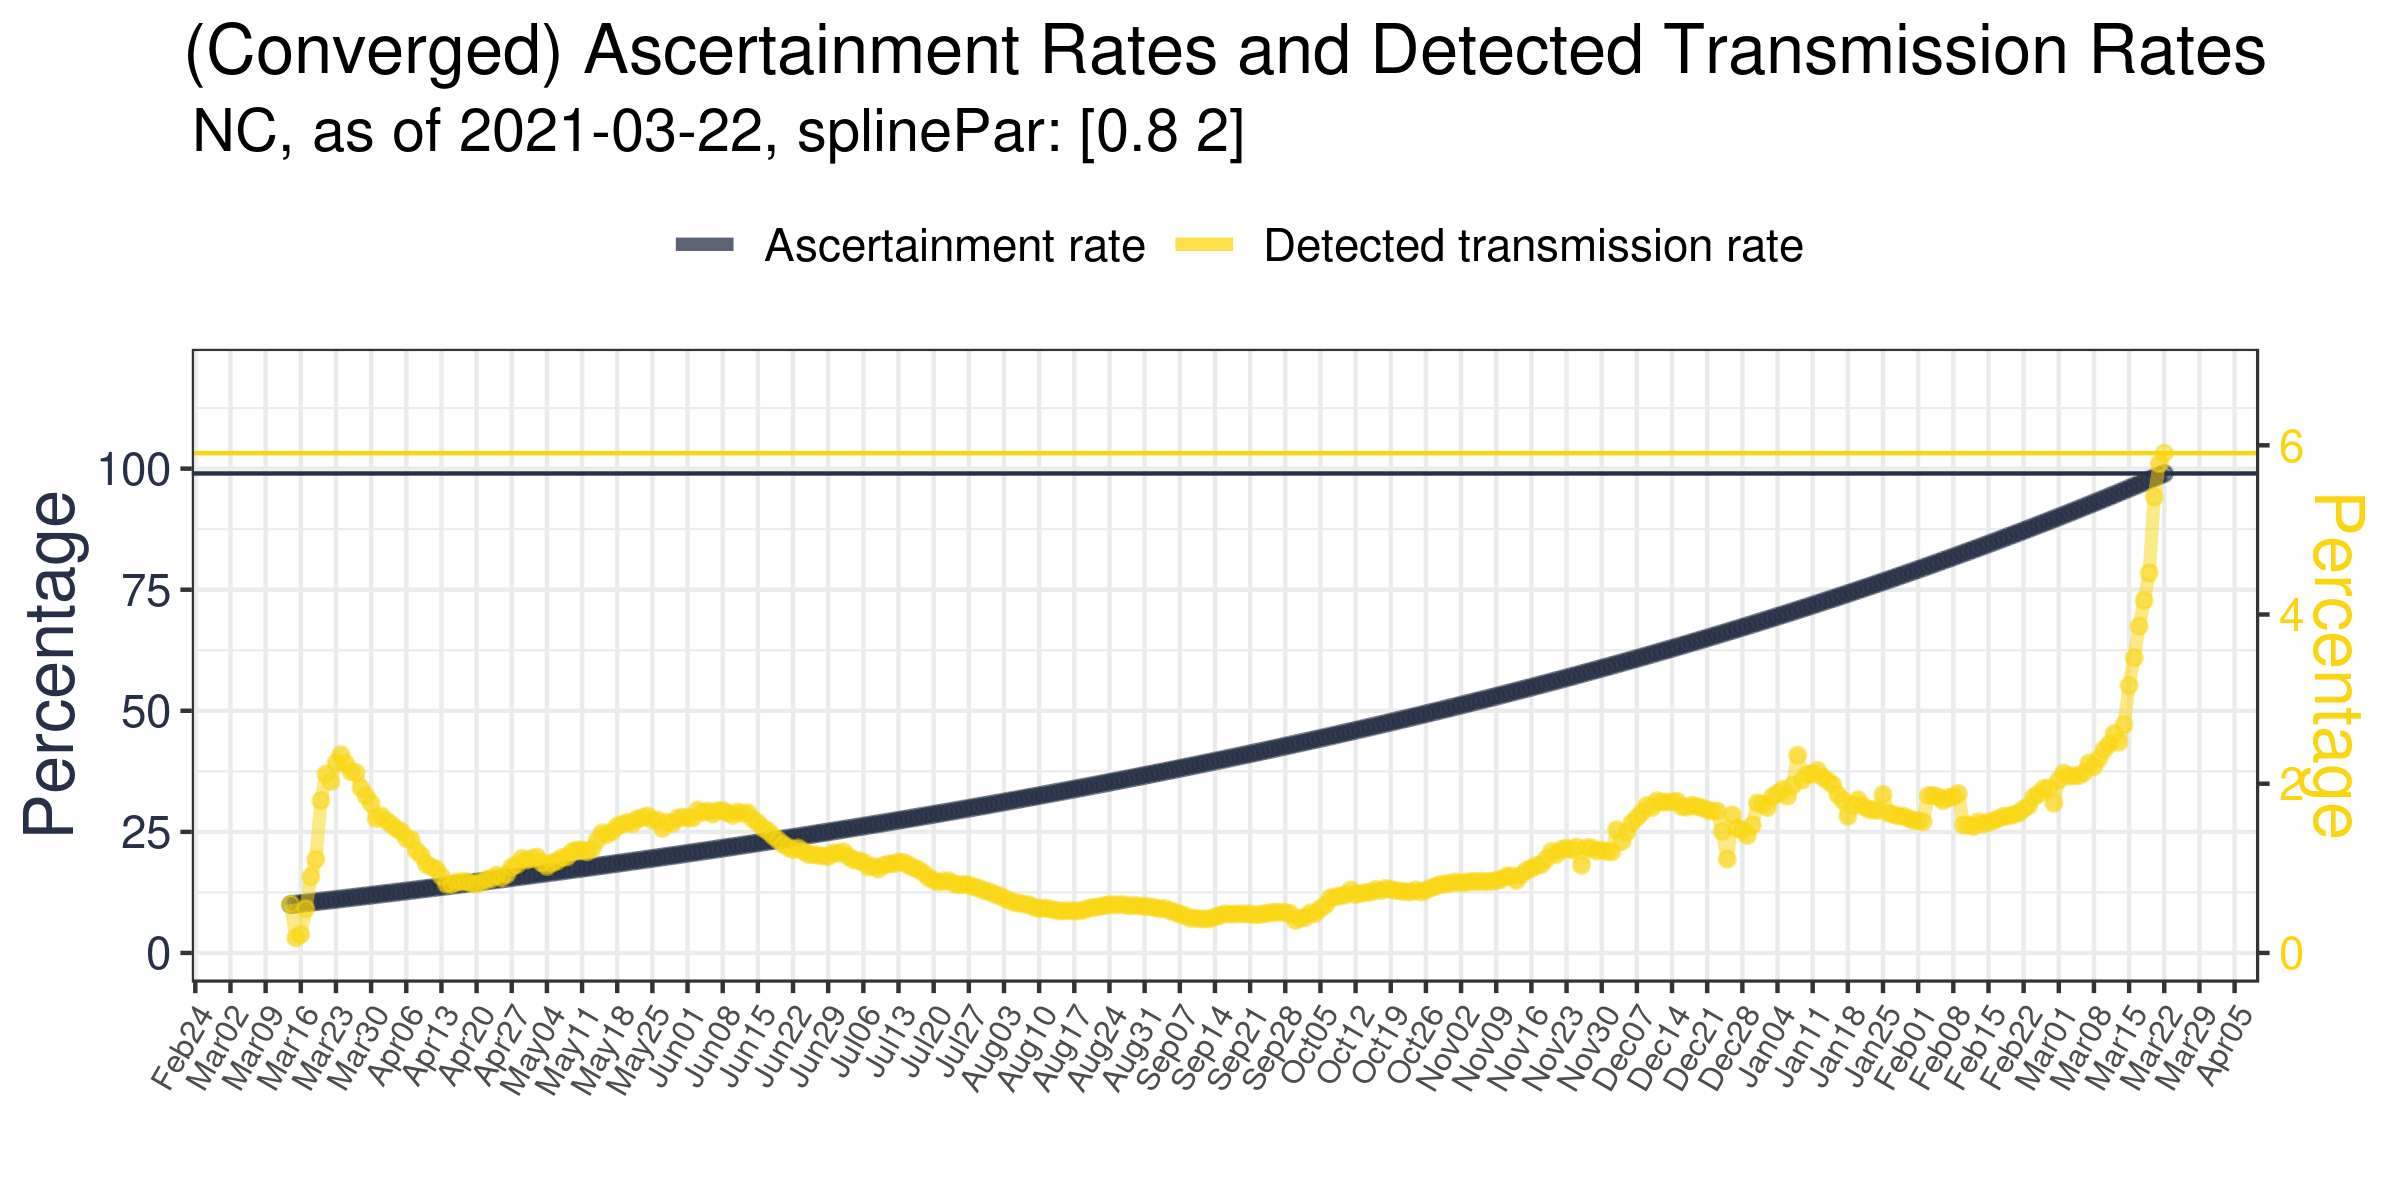 (Converged) Ascertainment Rates and Detected Transmission Rates
NC, as of 2021-03-22, splinePar: [0.8 2]
Ascertainment rate
Detected transmission rate
Percentage
100
75
50
25
0
6
4
2
0
Percentage
Feb24
Mar02
Mar09
Mar16
Mar23
Mar30
Apr06
Apr13
Apr20
Apr27
May04
May11
May18
May25
Jun01
Jun08
Jun15
Jun22
Jun29
Jul06
Jul13
Jul20
Jul27
Aug03
Aug10
Aug17
Aug24
Aug31
Sep07
Sep14
Sep21
Sep28
Oct05
Oct12
Oct19
Oct26
Nov02
Nov09
Nov16
Nov23
Nov30
Dec07
Dec14
Dec21
Dec28
Jan04
Jan11
Jan18
Jan25
Feb01
Feb08
Feb15
Feb22
Mar01
Mar08
Mar15
Mar22
Mar29
Apr05